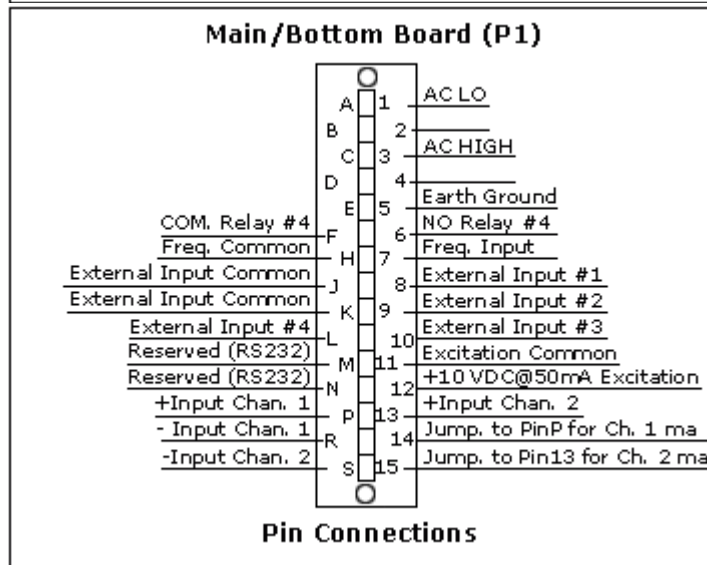 Main/Bottom Board (P1)
A 1 AC LO
B 2
C 3 AC HIGH
D 4
E 5 Earth Ground
COM. Relay #4 F 6 NO Relay #4
Freq. Common H 7 Freq. Input
External Input Common J 8 External Input #1
External Input Common K 9 External Input #2
External Input #4 L 10 External Input #3
Reserved (RS232) M 11 Excitation Common
Reserved (RS232) N 12 +10 VDC@50mA Excitation
+Input Chan. 1 P 13 +Input Chan. 2
- Input Chan. 1 R 14 Jump. to PinP for Ch. 1 ma
-Input Chan. 2 S 15 Jump. to Pin13 for Ch. 2 ma
Pin Connections